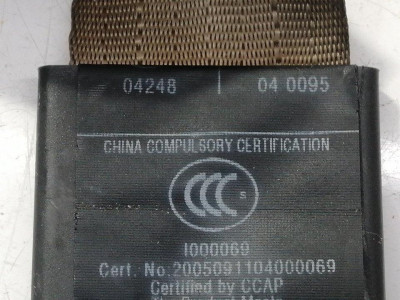 04248 | 04 0095
CHINA COMPULSORY CERTIFICATION
CCC S
I000069
Cert. No.2005091104000069
Certified by CCAP